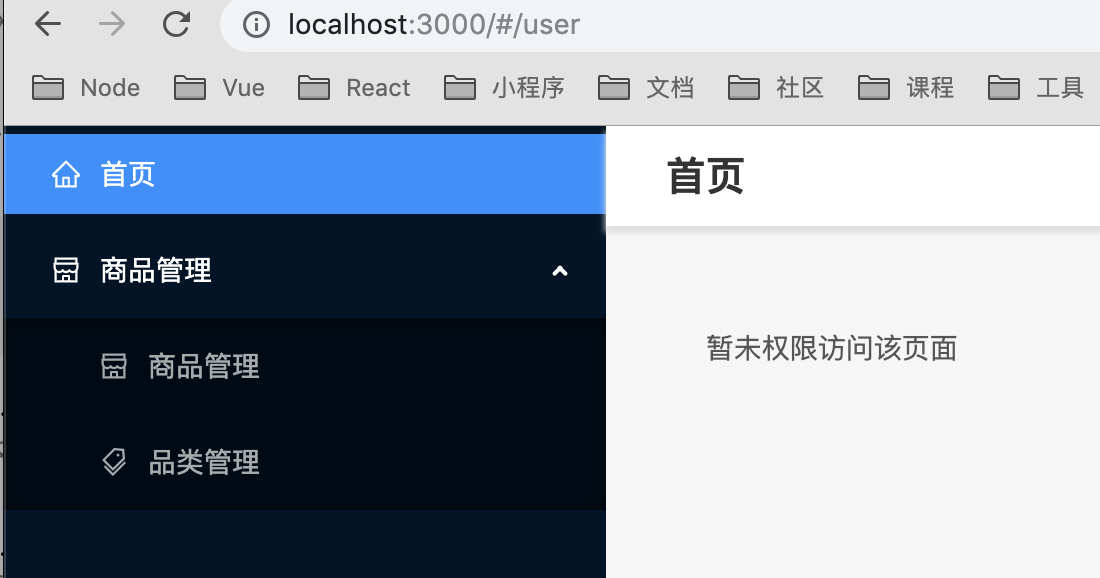 localhost:3000/#/user
Node Vue React 小程序 文档 社区 课程 工具
首页
首页
商品管理
暂未权限访问该页面
商品管理
品类管理